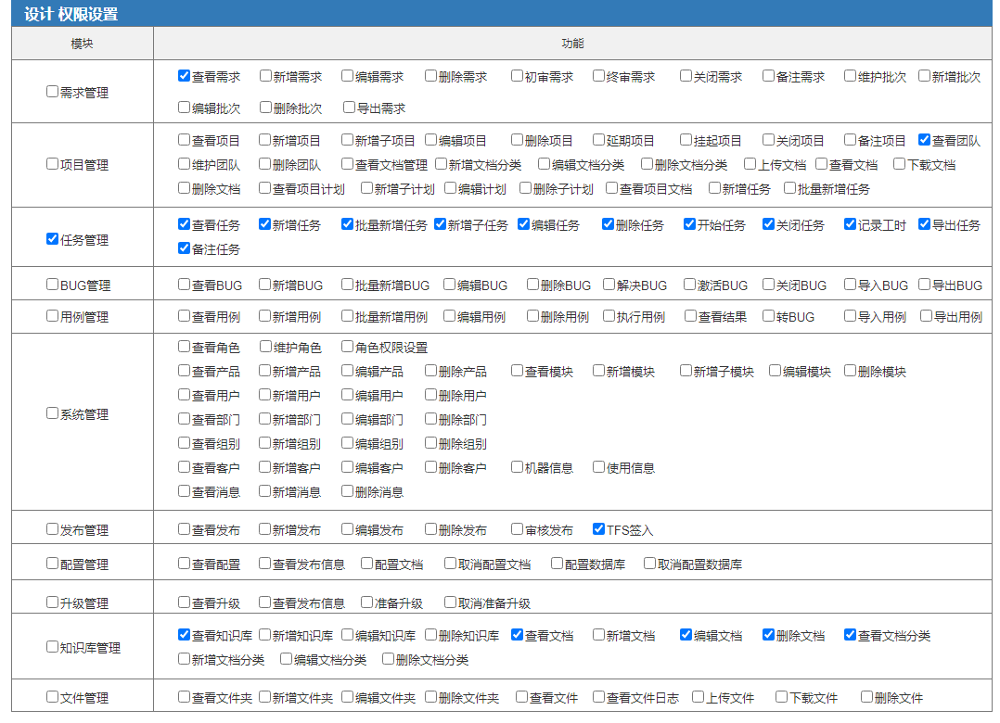 设计 权限设置
模块 功能
需求管理
查看需求 新增需求 编辑需求 删除需求 初审需求 终审需求 关闭需求 备注需求 维护批次 新增批次
编辑批次 删除批次 导出需求
项目管理
查看项目 新增项目 新增子项目 编辑项目 删除项目 延期项目 挂起项目 关闭项目 备注项目 查看团队
维护团队 删除团队 查看文档管理 新增文档分类 编辑文档分类 删除文档分类 上传文档 查看文档 下载文档
删除文档 查看项目计划 新增子计划 编辑计划 删除子计划 查看项目文档 新增任务 批量新增任务
任务管理
查看任务 新增任务 批量新增任务 新增子任务 编辑任务 删除任务 开始任务 关闭任务 记录工时 导出任务
备注任务
BUG管理 查看BUG 新增BUG 批量新增BUG 编辑BUG 删除BUG 解决BUG 激活BUG 关闭BUG 导入BUG 导出BUG
用例管理 查看用例 新增用例 批量新增用例 编辑用例 删除用例 执行用例 查看结果 转BUG 导入用例 导出用例
系统管理
查看角色 维护角色 角色权限设置
查看产品 新增产品 编辑产品 删除产品 查看模块 新增模块 新增子模块 编辑模块 删除模块
查看用户 新增用户 编辑用户 删除用户
查看部门 新增部门 编辑部门 删除部门
查看组别 新增组别 编辑组别 删除组别
查看客户 新增客户 编辑客户 删除客户 机器信息 使用信息
查看消息 新增消息 删除消息
发布管理 查看发布 新增发布 编辑发布 删除发布 审核发布 TFS签入
配置管理 查看配置 查看发布信息 配置文档 取消配置文档 配置数据库 取消配置数据库
升级管理 查看升级 查看发布信息 准备升级 取消准备升级
知识库管理
查看知识库 新增知识库 编辑知识库 删除知识库 查看文档 新增文档 编辑文档 删除文档 查看文档分类
新增文档分类 编辑文档分类 删除文档分类
文件管理 查看文件夹 新增文件夹 编辑文件夹 删除文件夹 查看文件 查看文件日志 上传文件 下载文件 删除文件